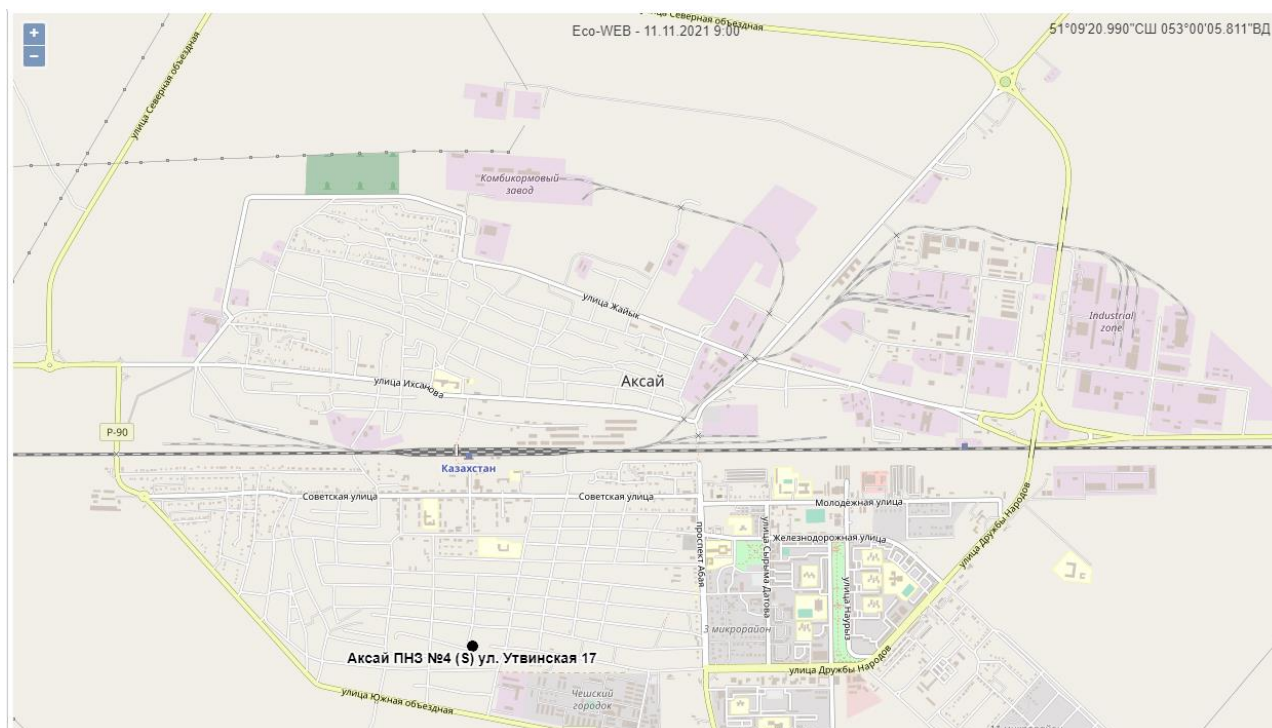 улица Северная объездная
Eco-WEB - 11.11.2021 9:00
51°09'20.990"СШ 053°00'05.811"ВД
улица Северная объездная
Комбикормовый
завод
улица Жайык
Industrial
zone
Аксай
улица Ихсанова
Р-90
Казахстан
Советская улица
Советская улица
Молодежная улица
проспект Абая
улица Сырыма Датова
Железнодорожная улица
улица Дружбы Народов
улица Наурыз
3 микрорайон
Аксай ПНЗ №4 (S) ул. Утвинская 17
улица Дружбы Народов
улица Южная объездная
Чешский
городок